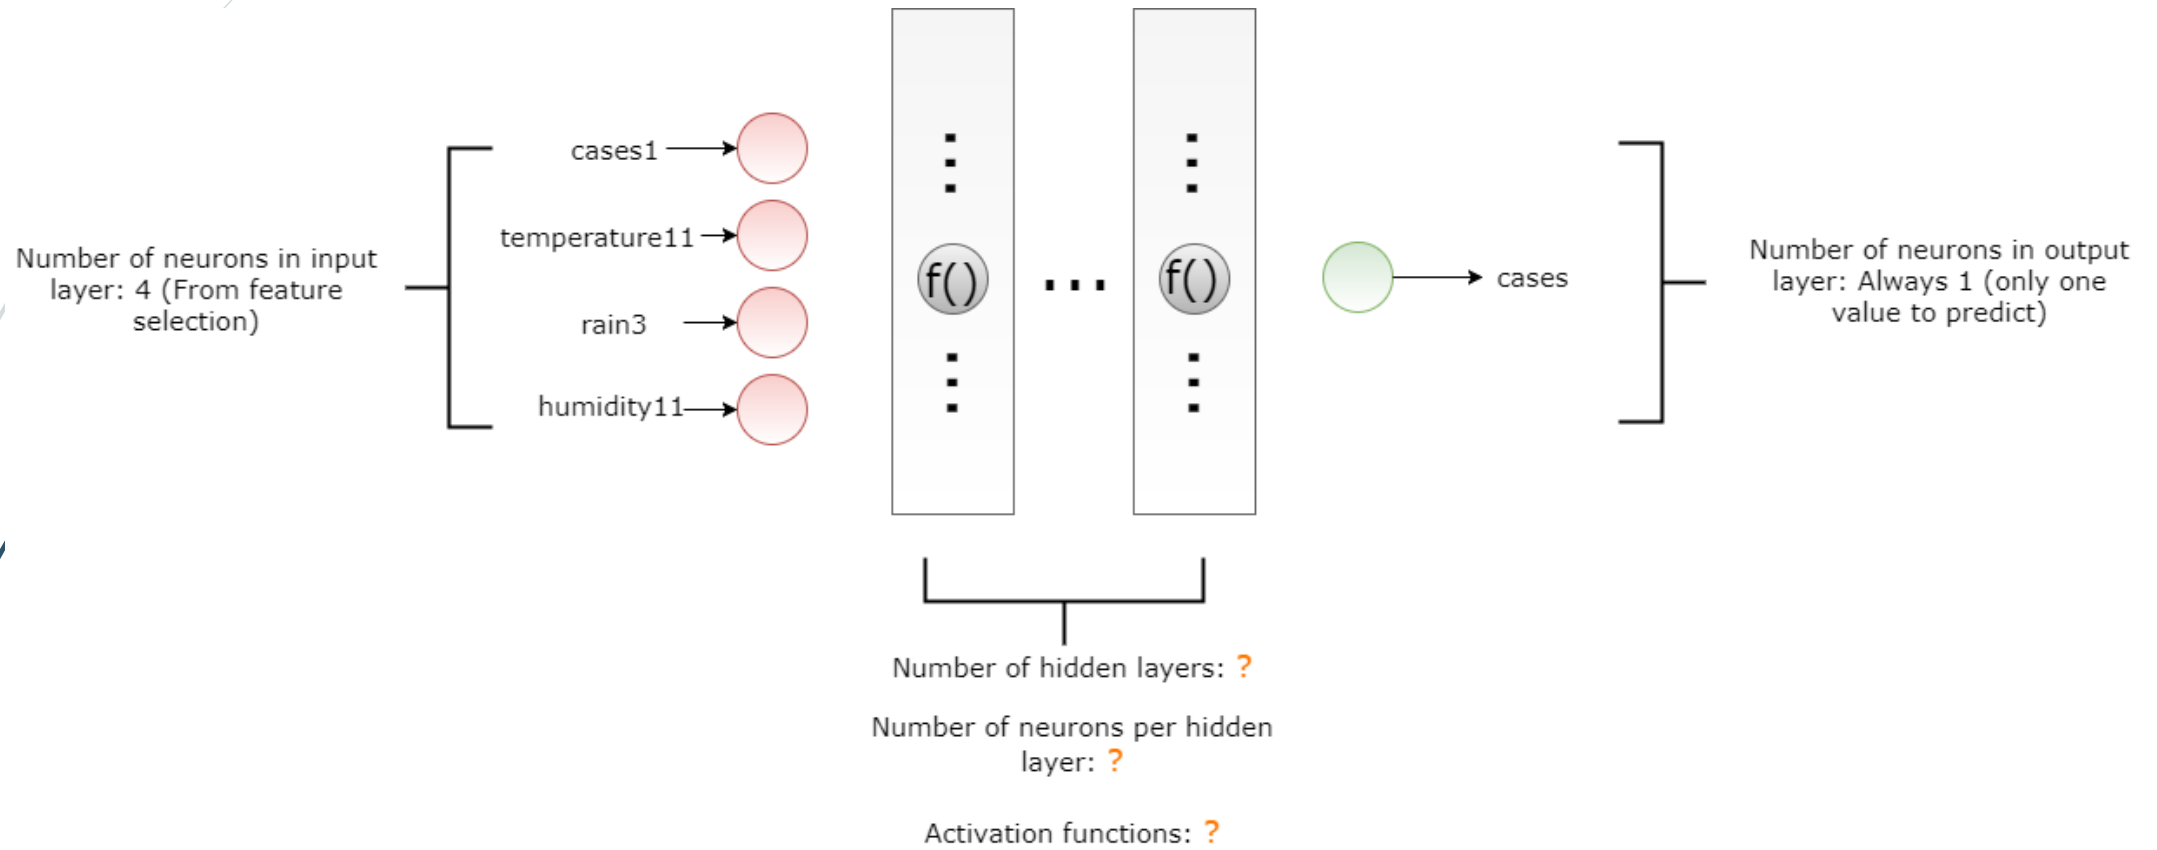 Number of neurons in input
layer: 4 (From feature
selection)
cases1
temperature11
rain3
humidity11
f()
...
f()
cases
Number of neurons in output
layer: Always 1 (only one
value to predict)
Number of hidden layers: ?
Number of neurons per hidden
layer: ?
Activation functions: ?